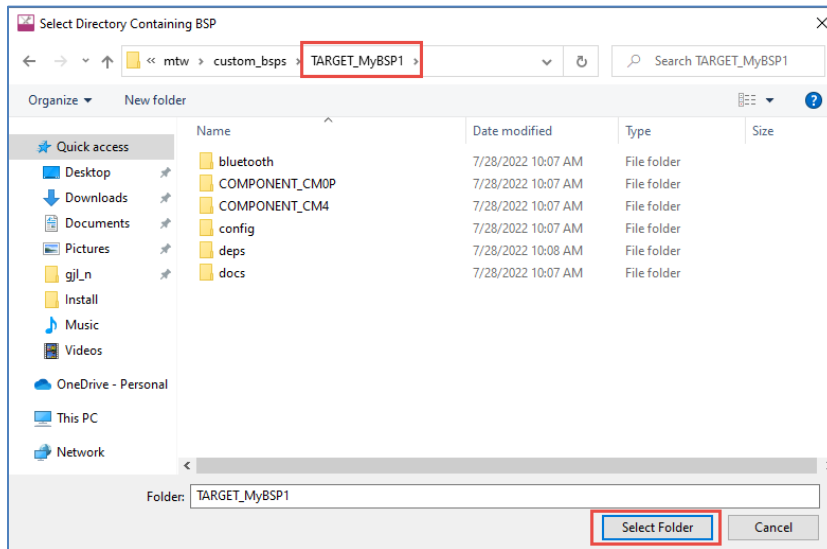 Select Directory Containing BSP
« mtw › custom_bsps › TARGET_MyBSP1 ›
Search TARGET_MyBSP1
Organize
New folder
Name
Date modified
Type
Size
Quick access
Desktop
Downloads
Documents
Pictures
gjl_n
Install
Music
Videos
OneDrive - Personal
This PC
Network
bluetooth 7/28/2022 10:07 AM File folder
COMPONENT_CM0P 7/28/2022 10:07 AM File folder
COMPONENT_CM4 7/28/2022 10:07 AM File folder
config 7/28/2022 10:07 AM File folder
deps 7/28/2022 10:08 AM File folder
docs 7/28/2022 10:07 AM File folder
Folder: TARGET_MyBSP1
Select Folder
Cancel